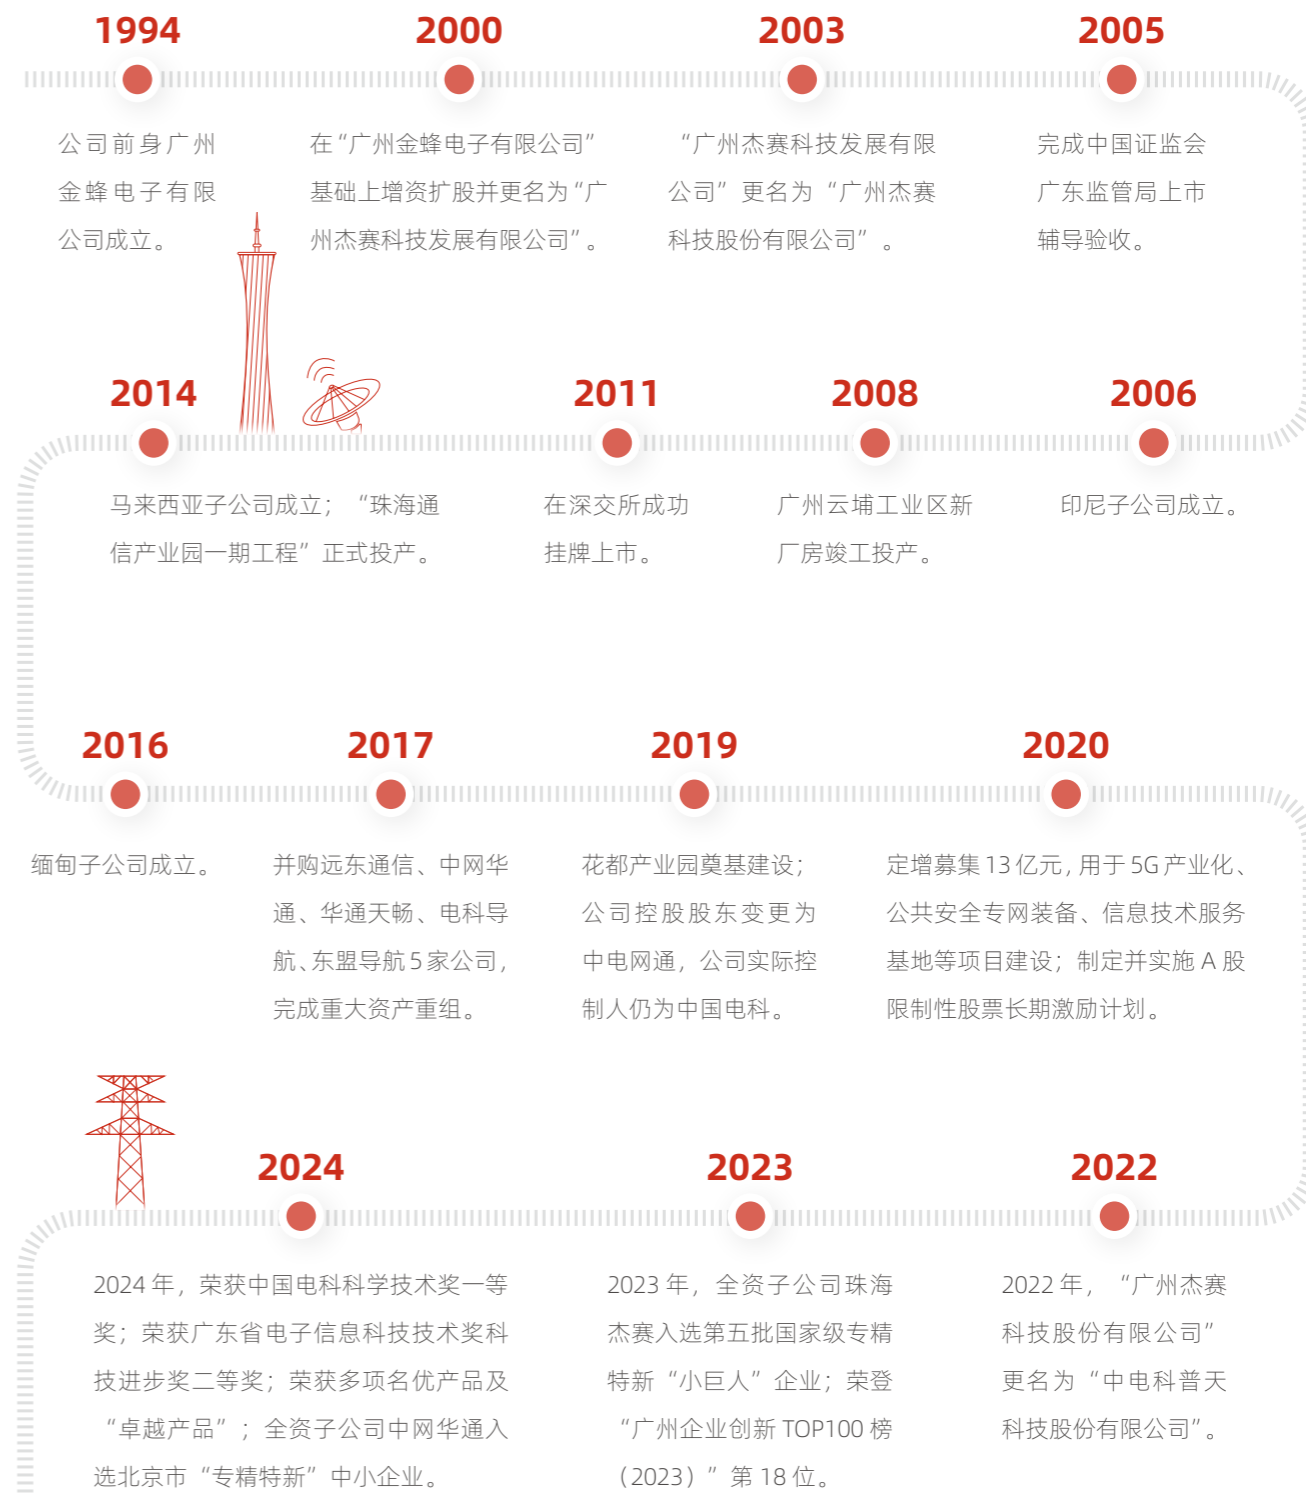 1994
公司前身广州
金蜂电子有限
公司成立。
2000
在“广州金蜂电子有限公司”
基础上增资扩股并更名为“广
州杰赛科技发展有限公司”。
2003
“广州杰赛科技发展有限
公司”更名为“广州杰赛
科技股份有限公司”。
2005
完成中国证监会
广东监管局上市
辅导验收。
2006
印尼子公司成立。
2008
广州云埔工业区新
厂房竣工投产。
2011
在深交所成功
挂牌上市。
2014
马来西亚子公司成立；“珠海通
信产业园一期工程”正式投产。
2016
缅甸子公司成立。
2017
并购远东通信、中网华
通、华通天畅、电科导
航、东盟导航5家公司，
完成重大资产重组。
2019
花都产业园奠基建设；
公司控股股东变更为
中电网通，公司实际控
制人仍为中国电科。
2020
定增募集13亿元，用于5G产业化、
公共安全专网装备、信息技术服务
基地等项目建设；制定并实施 A 股
限制性股票长期激励计划。
2022
2022 年，“广州杰赛
科技股份有限公司”
更名为“中电科普天
科技股份有限公司”。
2023
2023 年，全资子公司珠海
杰赛入选第五批国家级专精
特新“小巨人”企业；荣登
“广州企业创新 TOP100 榜
（2023）”第 18 位。
2024
2024 年，荣获中国电科科学技术奖一等
奖；荣获广东省电子信息科技技术奖科
技进步奖二等奖；荣获多项名优产品及
“卓越产品”；全资子公司中网华通入
选北京市“专精特新”中小企业。